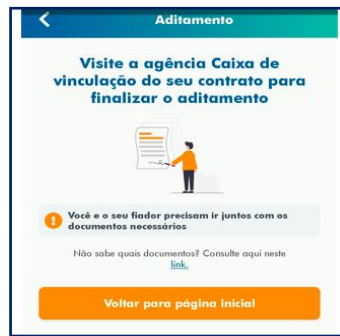 Aditamento
Visite a agência Caixa de
vinculação do seu contrato para
finalizar o aditamento
Você e o seu fiador precisam ir juntos com os
documentos necessários
Não sabe quais documentos? Consulte aqui neste
link.
Voltar para página inicial